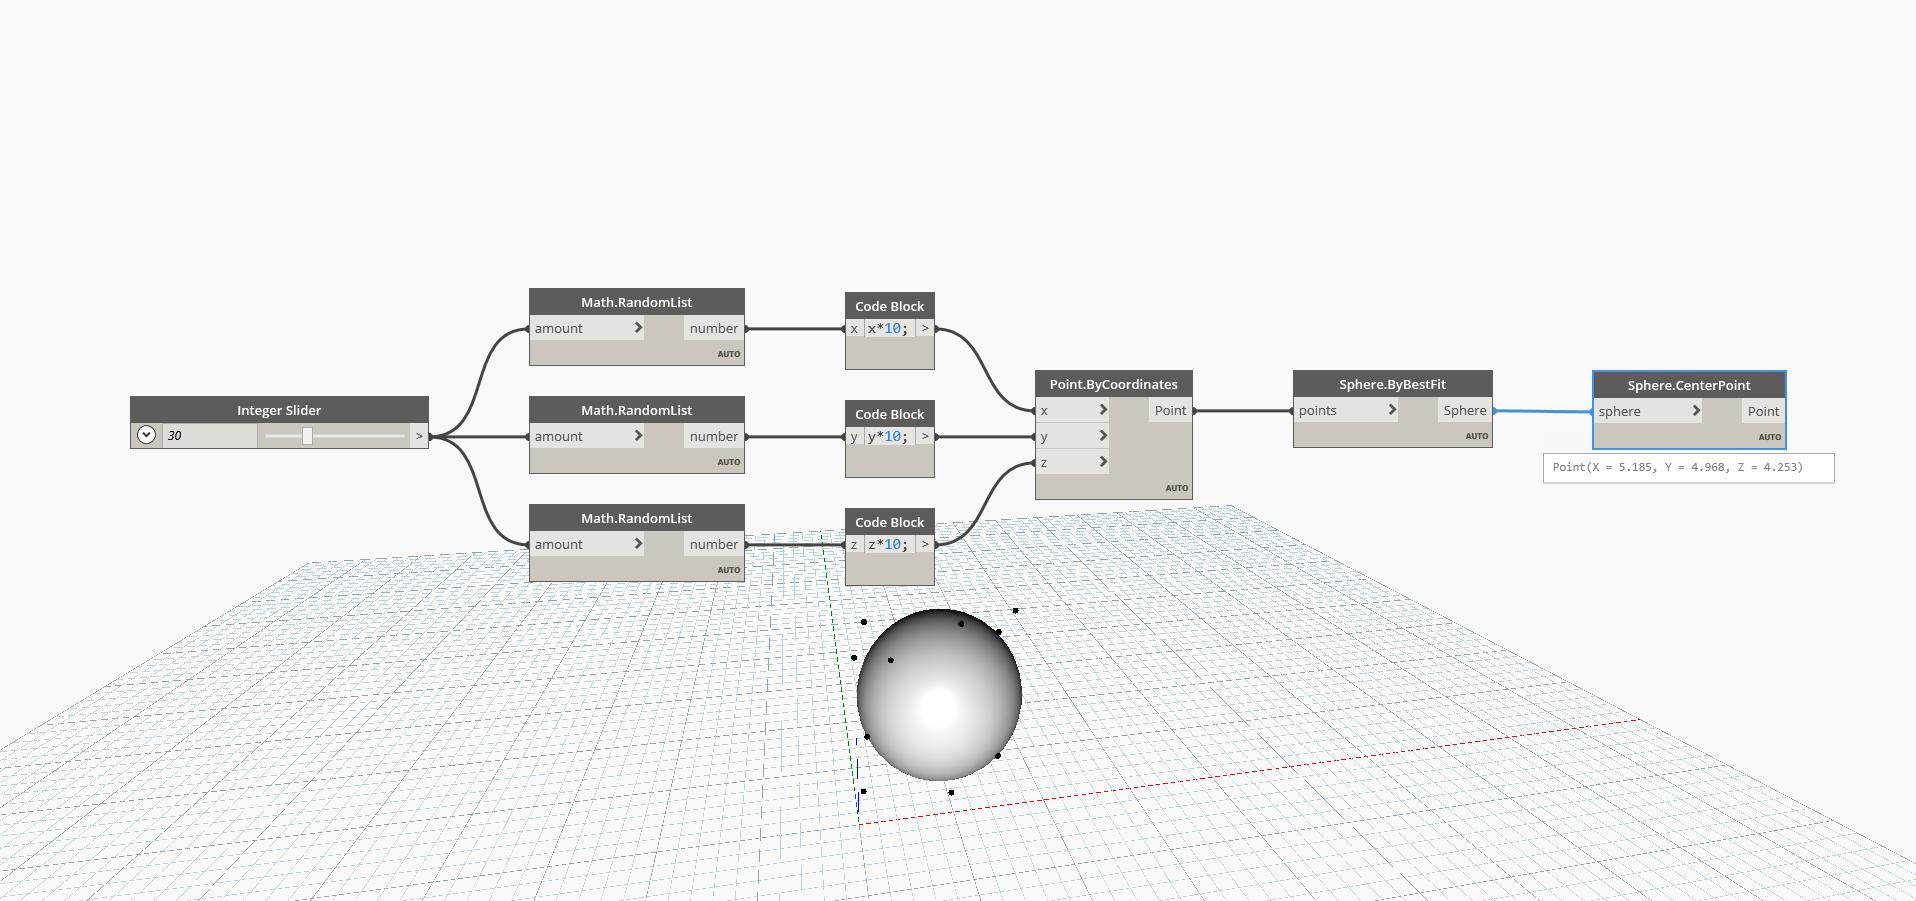 Math.RandomList
amount
number
AUTO
Code Block
x x*10; >
Integer Slider
30 >
Math.RandomList
amount
number
AUTO
Code Block
y y*10; >
Math.RandomList
amount
number
AUTO
Code Block
z z*10; >
Point.ByCoordinates
x
Point
y
z
AUTO
Sphere.ByBestFit
points
Sphere
AUTO
Sphere.CenterPoint
sphere
Point
AUTO
Point(X = 5.185, Y = 4.968, Z = 4.253)